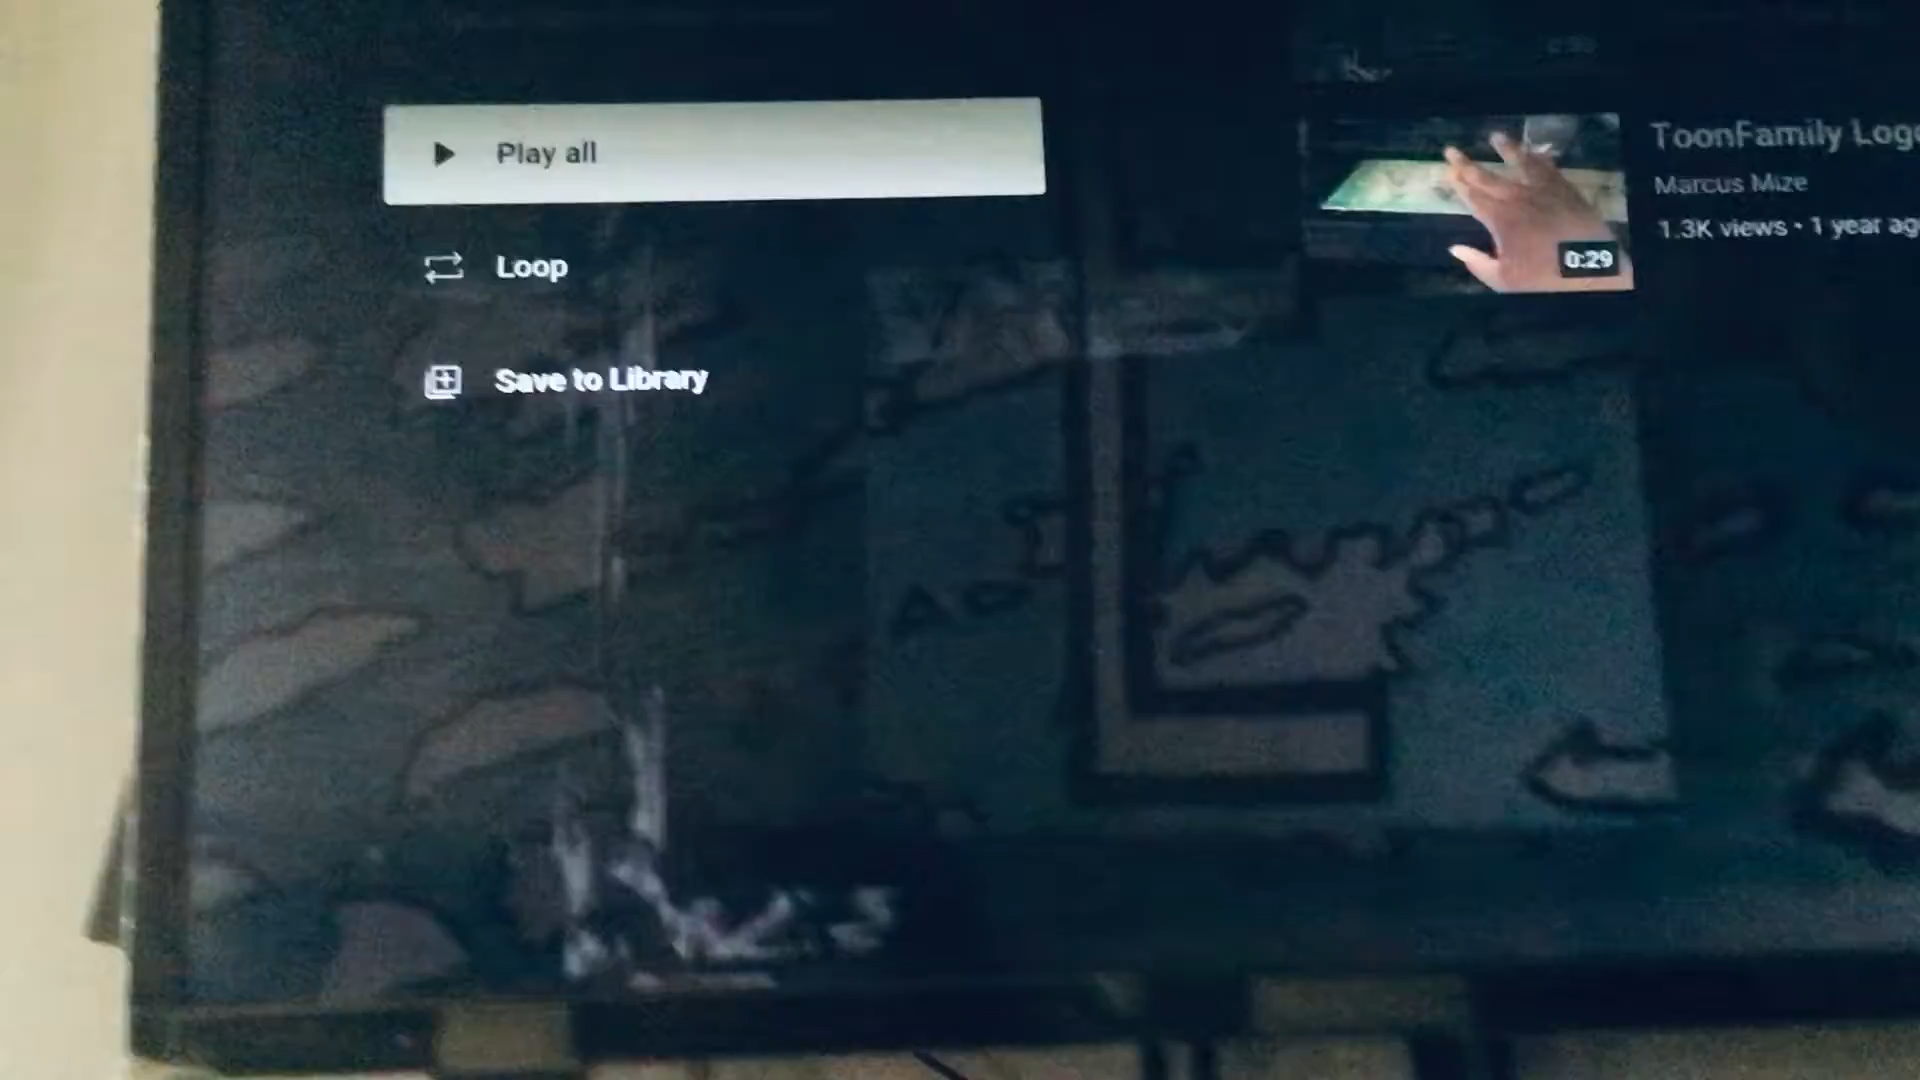 Play all
Loop
Save to Library
ToonFamily Logo
Marcus Mize
1.3K views • 1 year ag
0:29